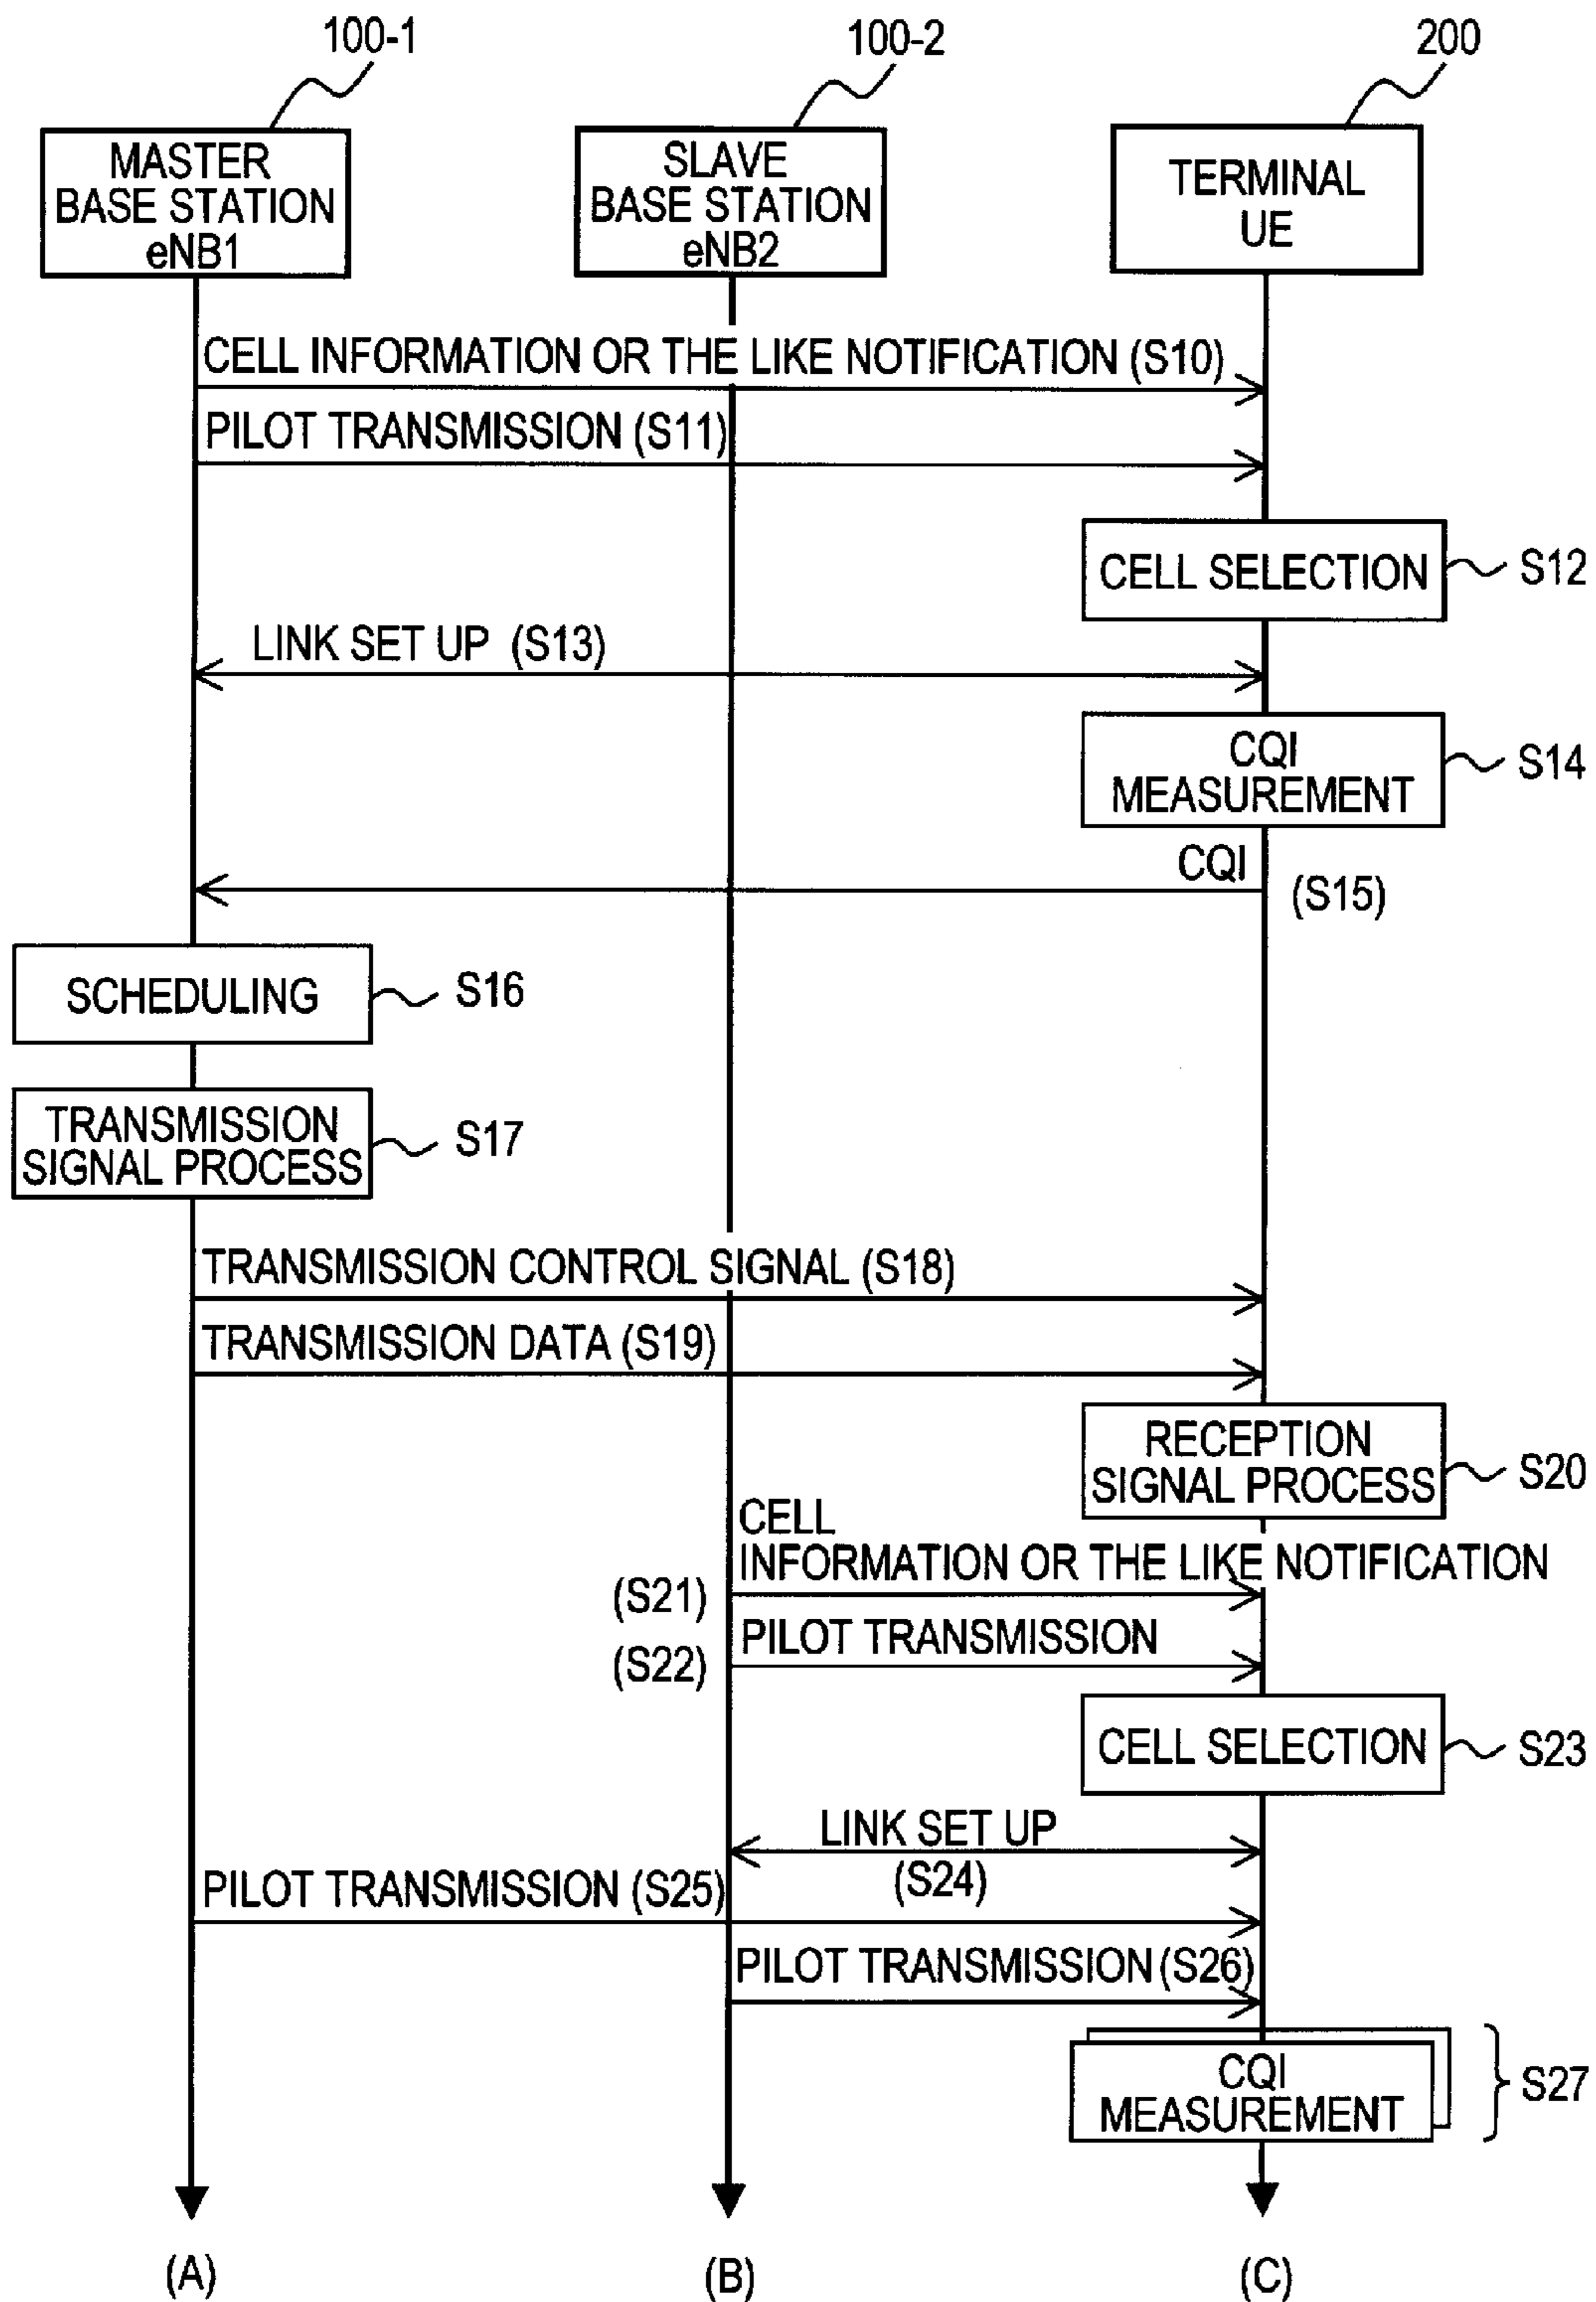 100-1
100-2
200
MASTER
BASE STATION
eNB1
SLAVE
BASE STATION
eNB2
TERMINAL
UE
CELL INFORMATION OR THE LIKE NOTIFICATION (S10)
PILOT TRANSMISSION (S11)
CELL SELECTION
S12
LINK SET UP (S13)
CQI
MEASUREMENT
S14
CQI
(S15)
SCHEDULING
S16
TRANSMISSION
SIGNAL PROCESS
S17
TRANSMISSION CONTROL SIGNAL (S18)
TRANSMISSION DATA (S19)
RECEPTION
SIGNAL PROCESS
S20
CELL
INFORMATION OR THE LIKE NOTIFICATION
(S21)
PILOT TRANSMISSION
(S22)
CELL SELECTION
S23
LINK SET UP
(S24)
PILOT TRANSMISSION (S25)
PILOT TRANSMISSION (S26)
CQI
MEASUREMENT
S27
(A)
(B)
(C)